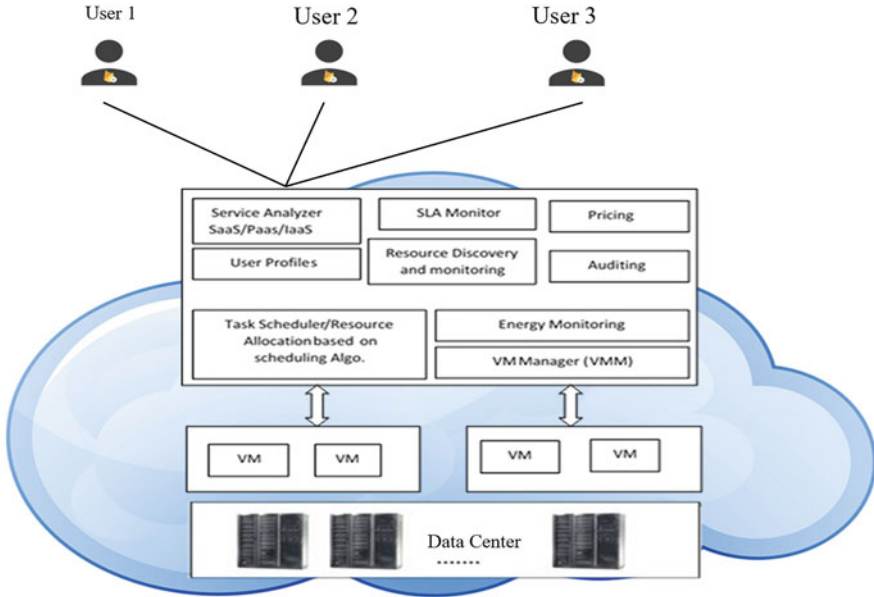 User 1
User 2
User 3
Service Analyzer
SaaS/Paas/IaaS
SLA Monitor
Pricing
User Profiles
Resource Discovery
and monitoring
Auditing
Task Scheduler/Resource
Allocation based on
scheduling Algo.
Energy Monitoring
VM Manager (VMM)
VM
VM
VM
VM
Data Center
.......